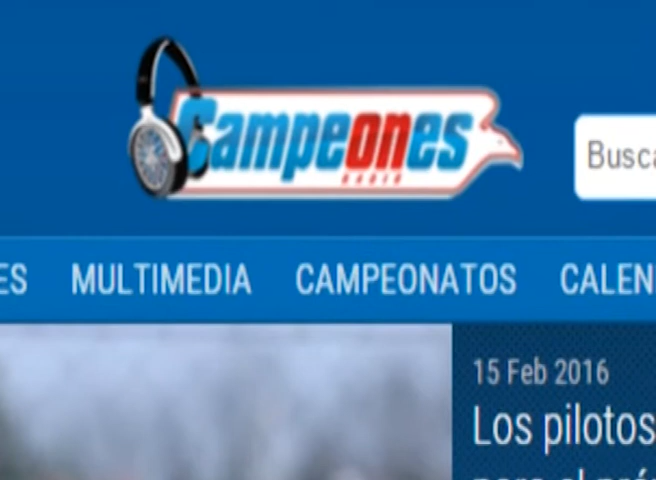 Campeones
RADIO
Busca
ES MULTIMEDIA CAMPEONATOS CALEN
15 Feb 2016
Los pilotos